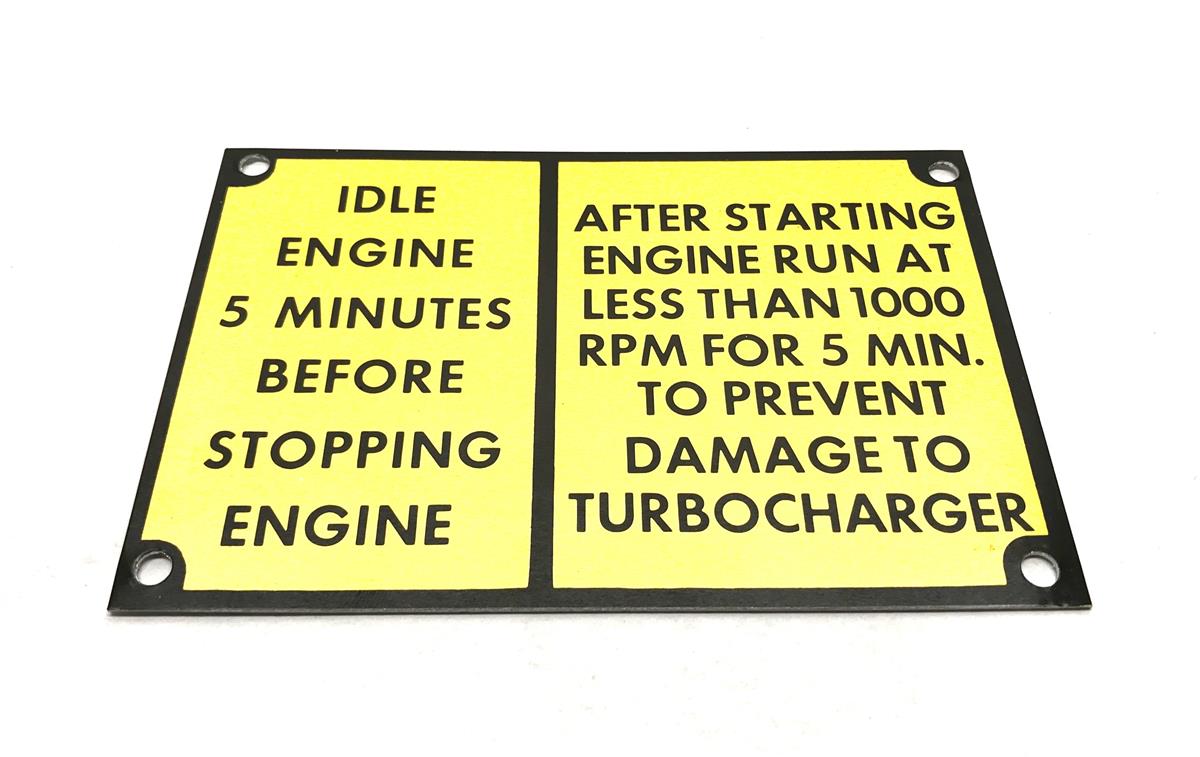 IDLE
ENGINE
5 MINUTES
BEFORE
STOPPING
ENGINE
AFTER STARTING
ENGINE RUN AT
LESS THAN 1000
RPM FOR 5 MIN.
TO PREVENT
DAMAGE TO
TURBOCHARGER